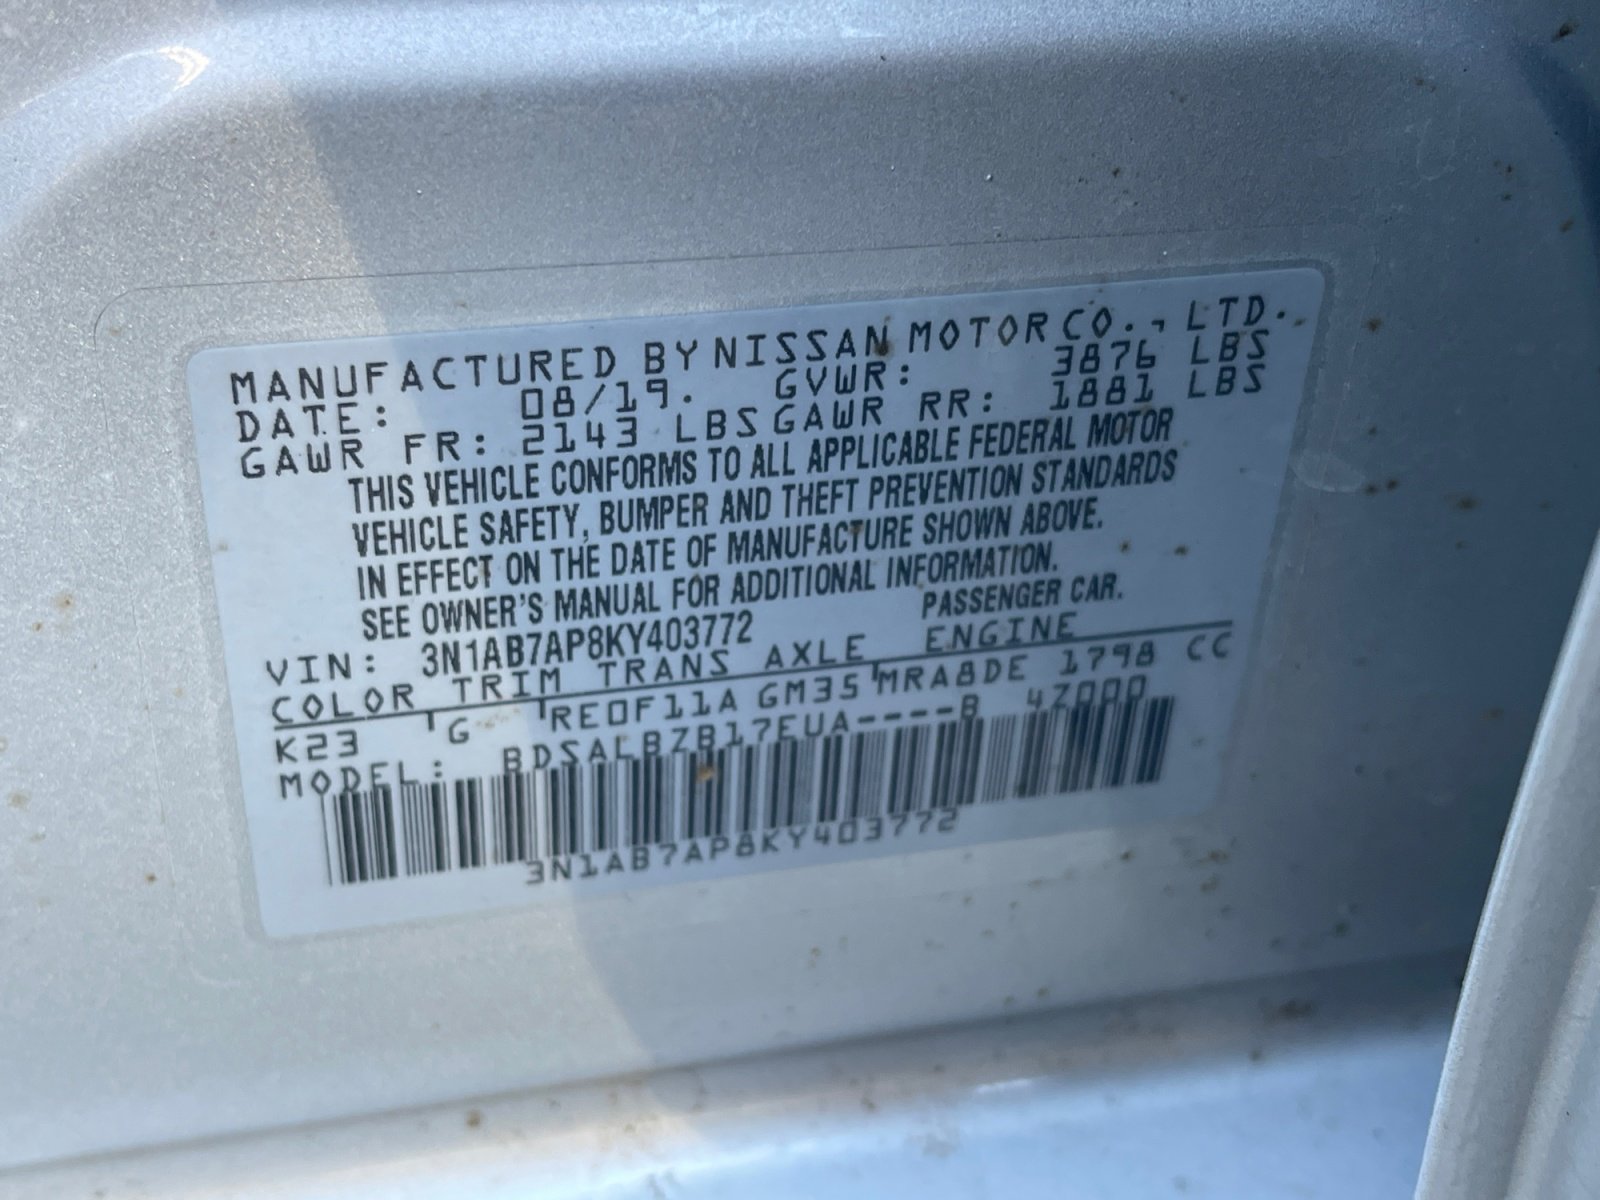 MANUFACTURED BY NISSAN MOTOR CO., LTD.
DATE: 08/19. GVWR: 3876 LBS
GAWR FR: 2143 LBS GAWR RR: 1881 LBS
THIS VEHICLE CONFORMS TO ALL APPLICABLE FEDERAL MOTOR
VEHICLE SAFETY, BUMPER AND THEFT PREVENTION STANDARDS
IN EFFECT ON THE DATE OF MANUFACTURE SHOWN ABOVE.
SEE OWNER'S MANUAL FOR ADDITIONAL INFORMATION.
VIN: 3N1AB7AP8KY403772 PASSENGER CAR.
COLOR TRIM TRANS AXLE ENGINE
K23 G RE0F11A GM35 MRA8DE 1798 CC
MODEL: BDSALBZB17EUA----B 4Z000
3N1AB7AP8KY403772